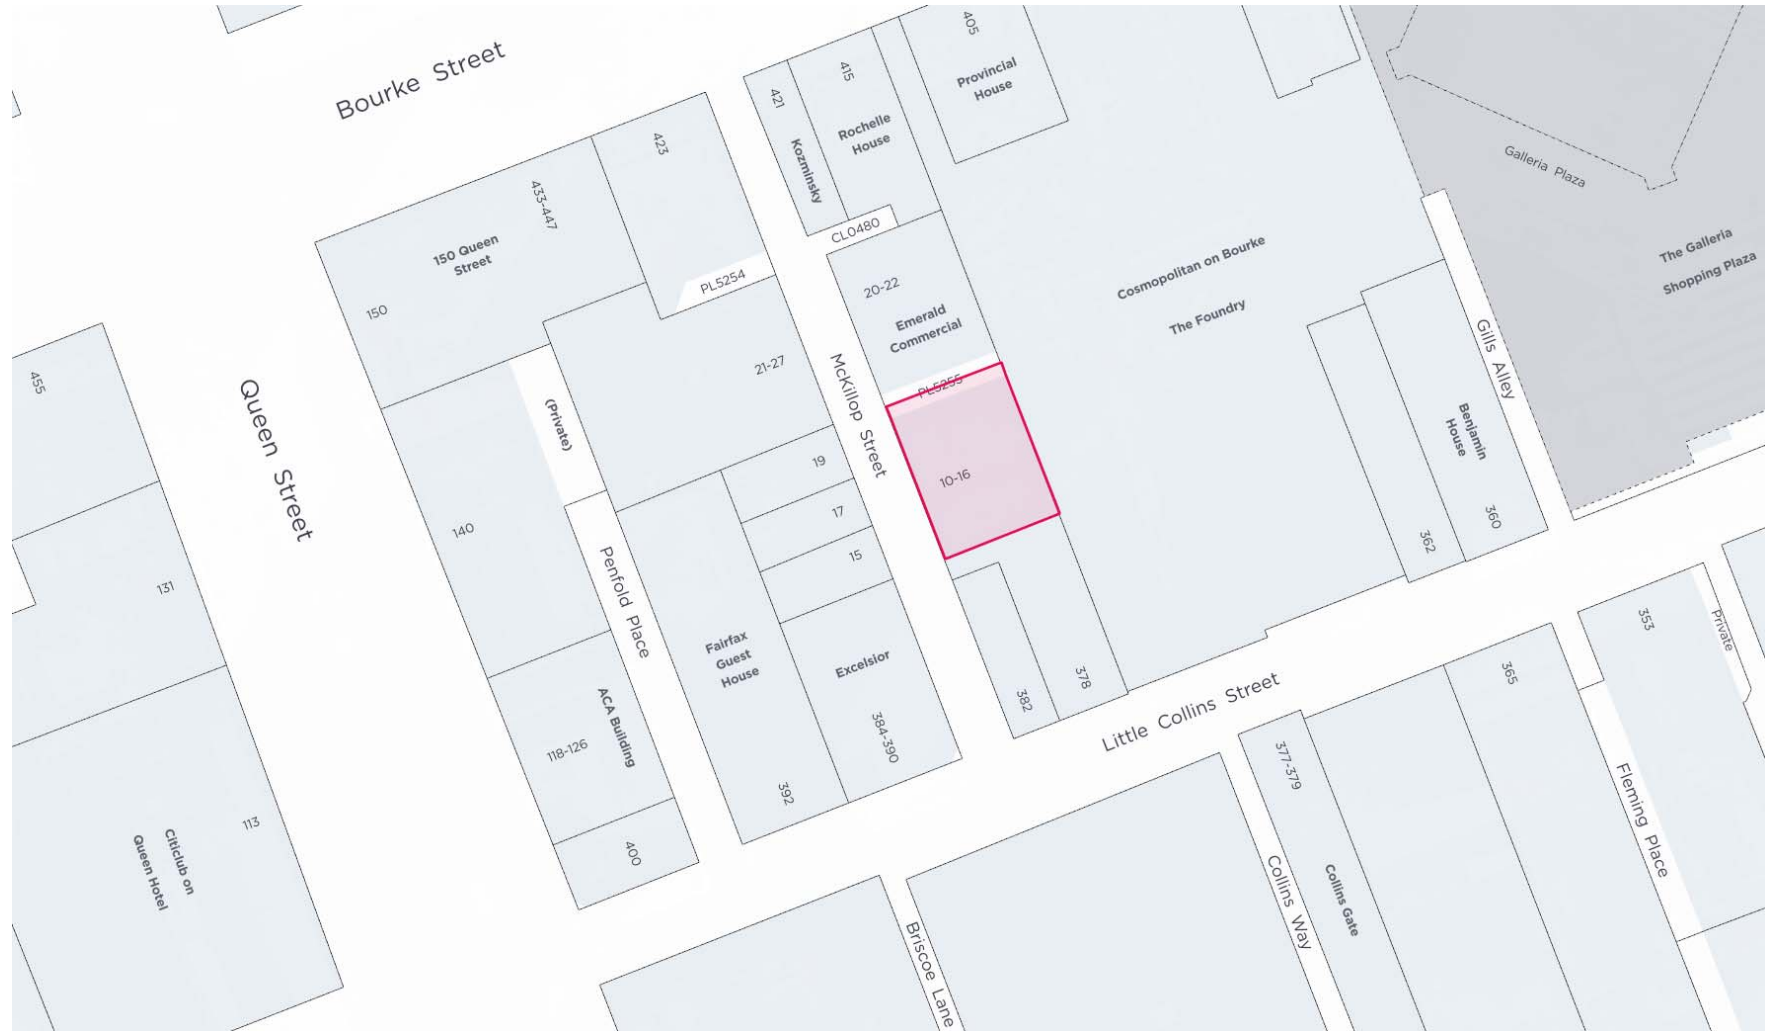 Bourke Street
405
Provincial
House
415
Rochelle
House
421
Kozminsky
423
433-447
150 Queen
Street
150
CL0480
PL5254
20-22
Emerald
Commercial
PL5255
10-16
McKillop Street
Cosmopolitan on Bourke
The Foundry
Galleria Plaza
The Galleria
Shopping Plaza
Gills Alley
Benjamin
House
360
362
455
Queen Street
(Private)
21-27
19
17
15
140
131
Penfold Place
Fairfax
Guest
House
Excelsior
384-390
392
382
378
Little Collins Street
ACA Building
118-126
400
113
Citiclub on
Queen Hotel
353
Private
365
377-379
Fleming Place
Collins Way
Collins Gate
Briscoe Lane